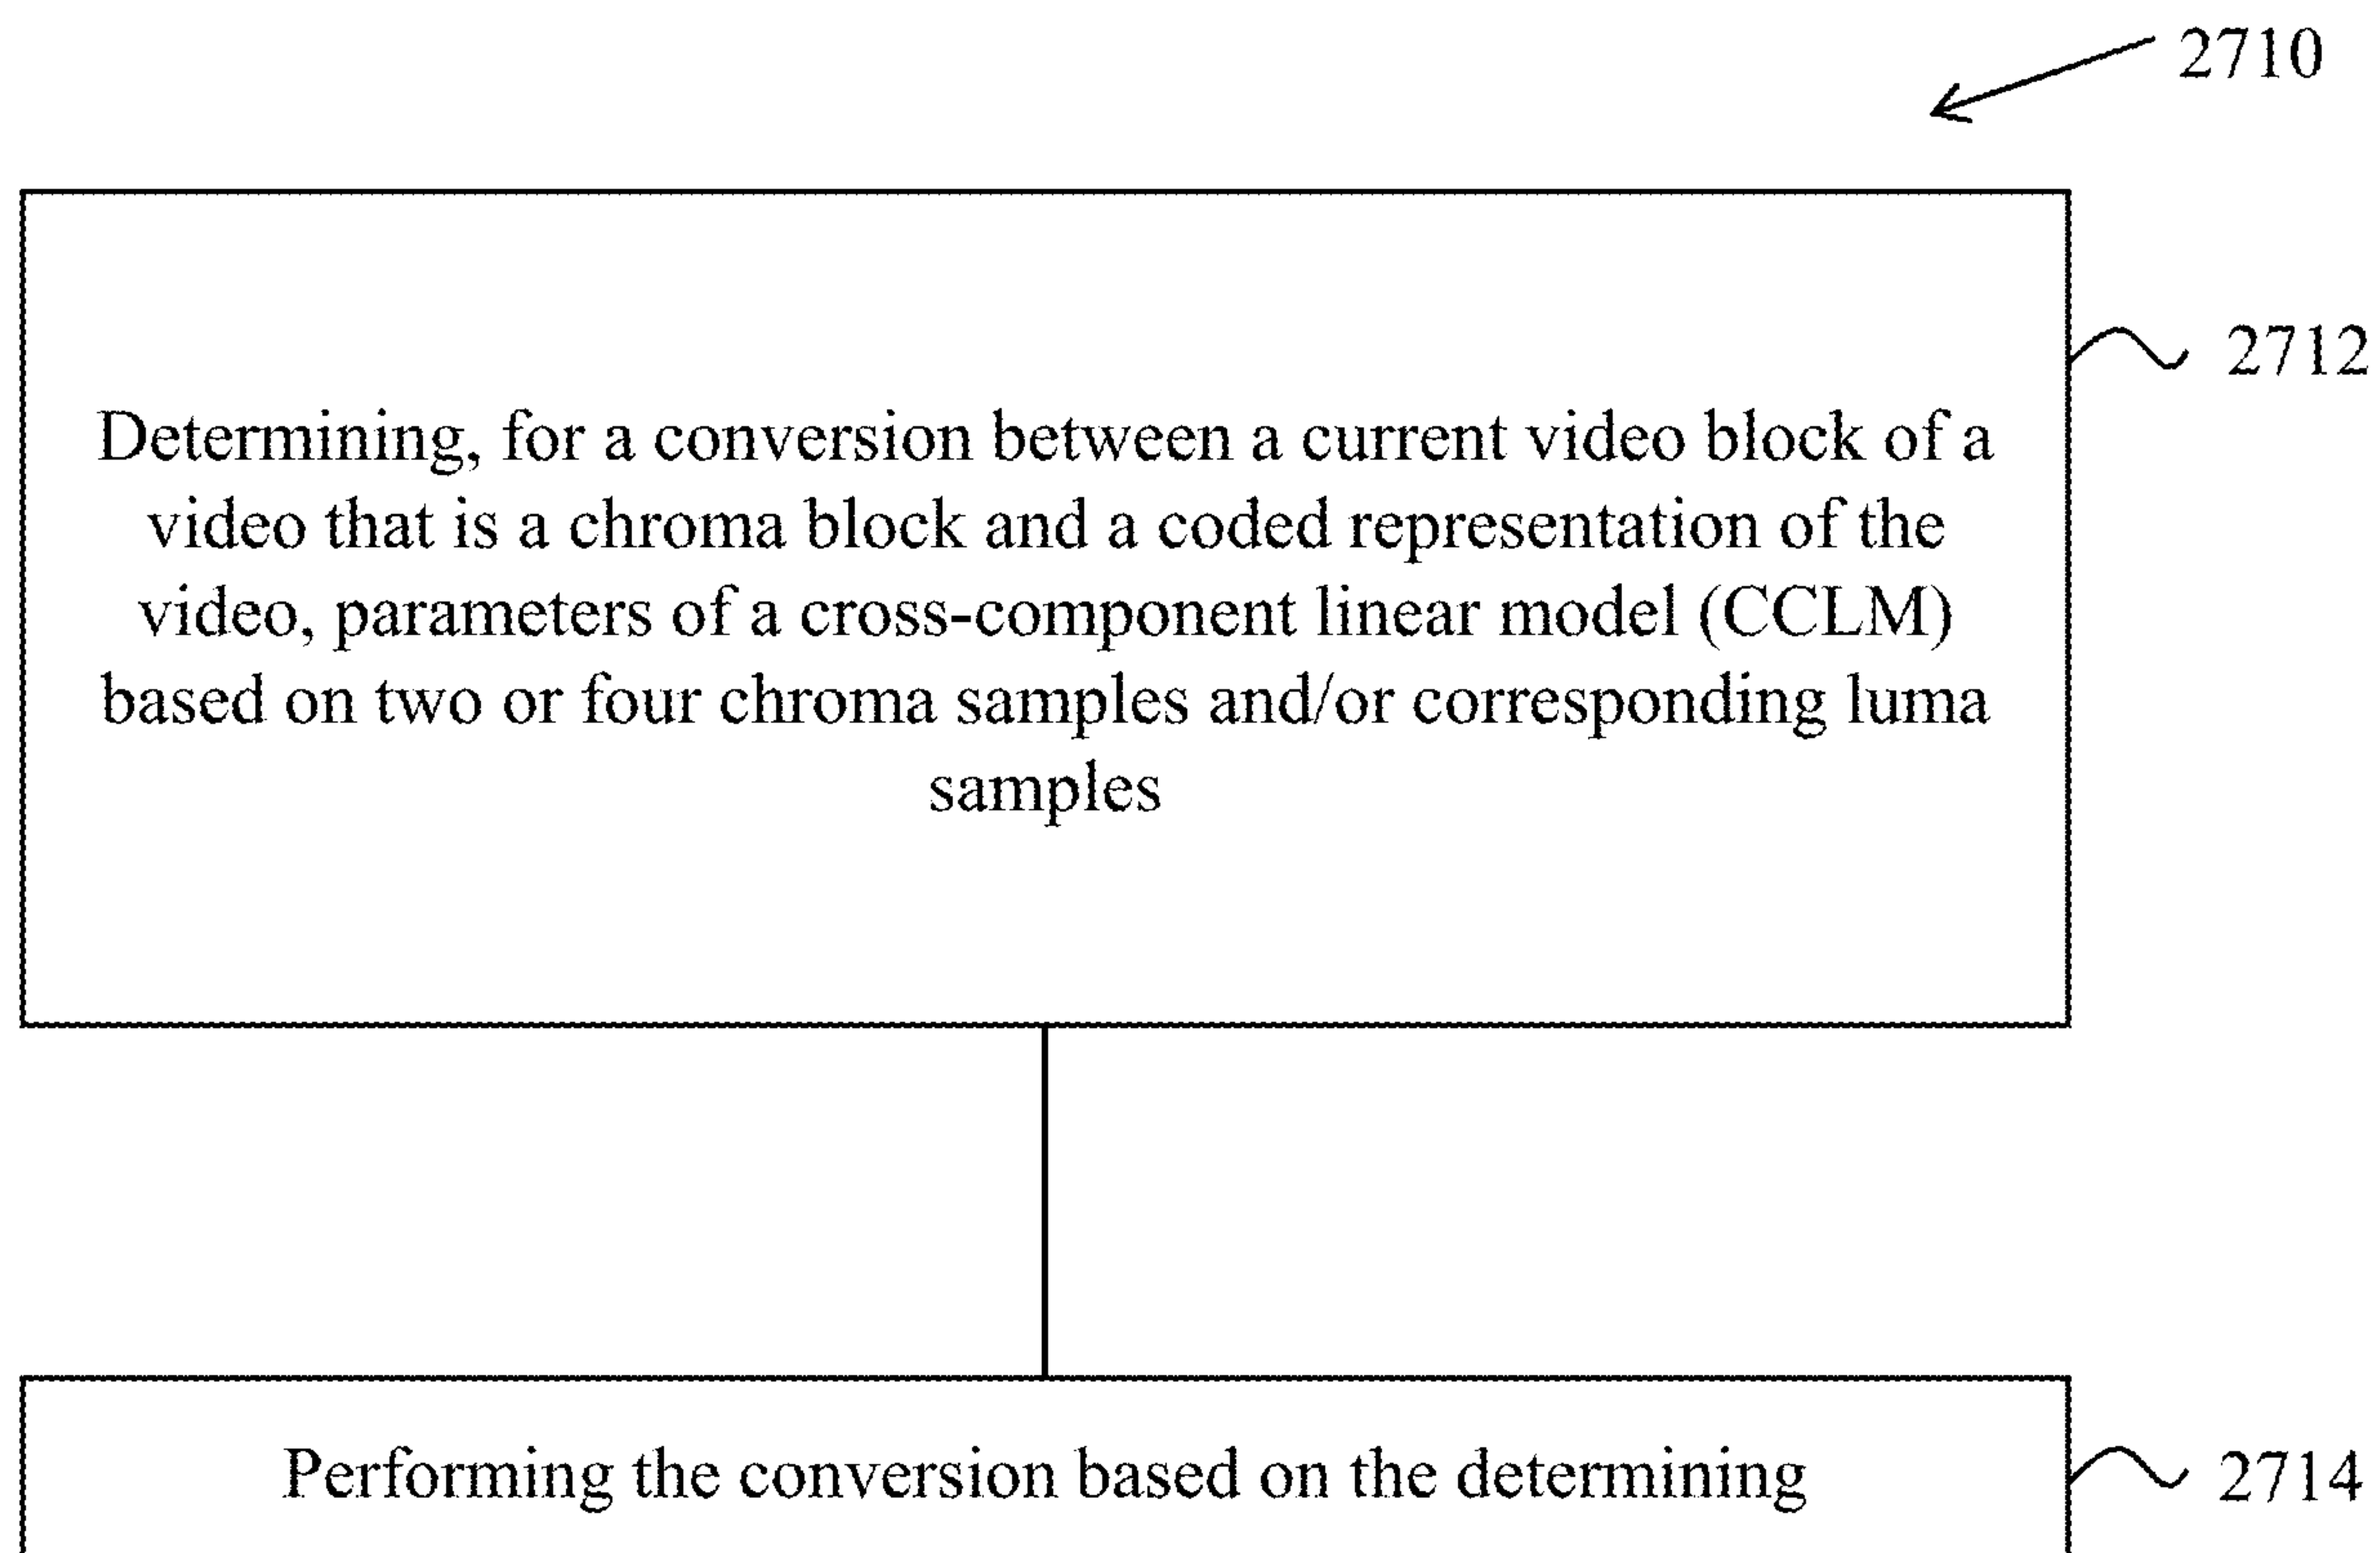 2710
2712
Determining, for a conversion between a current video block of a
video that is a chroma block and a coded representation of the
video, parameters of a cross-component linear model (CCLM)
based on two or four chroma samples and/or corresponding luma
samples
Performing the conversion based on the determining
2714